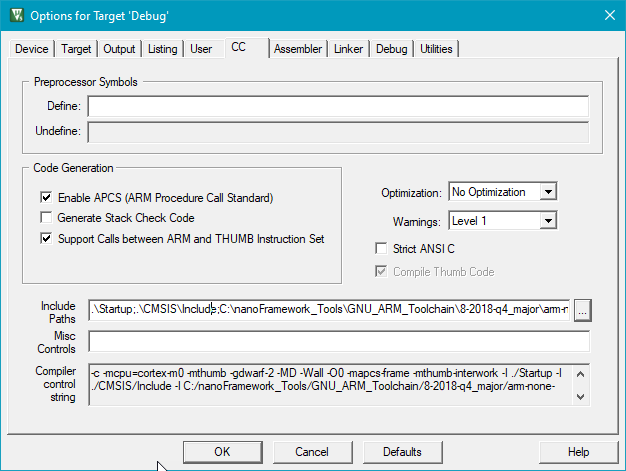 Options for Target 'Debug'
Device Target Output Listing User CC Assembler Linker Debug Utilities
Preprocessor Symbols
Define:
Undefine:
Code Generation
Enable APCS (ARM Procedure Call Standard)
Generate Stack Check Code
Support Calls between ARM and THUMB Instruction Set
Optimization: No Optimization
Warnings: Level 1
Strict ANSI C
Compile Thumb Code
Include Paths
.\Startup;.\CMSIS\Include;C:\nanoFramework_Tools\GNU_ARM_Toolchain\8-2018-q4_major\arm-n
...
Misc Controls
Compiler control string
-c -mcpu=cortex-m0 -mthumb -gdwarf-2 -MD -Wall -O0 -mapcs-frame -mthumb-interwork -I ./Startup -I
./CMSIS/Include -I C:/nanoFramework_Tools/GNU_ARM_Toolchain/8-2018-q4_major/arm-none-
OK Cancel Defaults Help